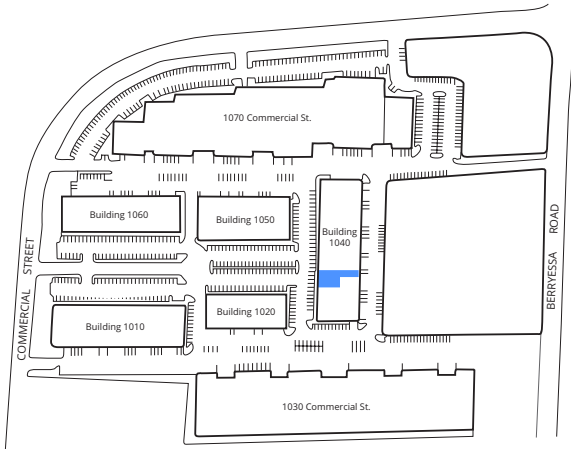 1070 Commercial St.
Building 1060
Building 1050
Building
1040
Building 1020
Building 1010
1030 Commercial St.
COMMERCIAL STREET
BERRYESSA ROAD